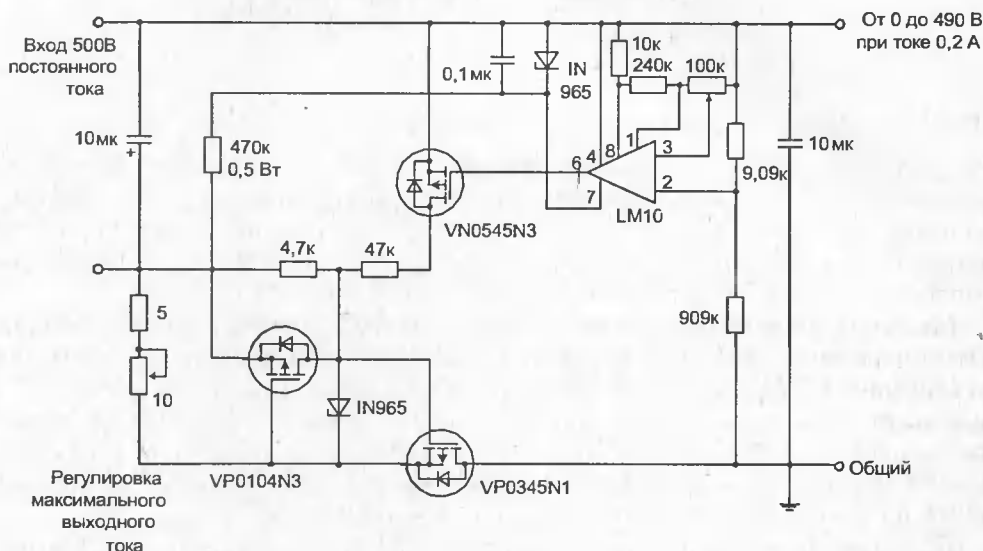 Вход 500В
постоянного
тока
10мк
+
470к
0,5 Вт
0,1мк
IN
965
10к
240к
100к
От 0 до 490 В
при токе 0,2 А
6
4
8
1
3
7
2
LM10
9,09к
10мк
VN0545N3
4,7к
47к
5
10
909к
IN965
VP0104N3
VP0345N1
Общий
Регулировка
максимального
выходного
тока